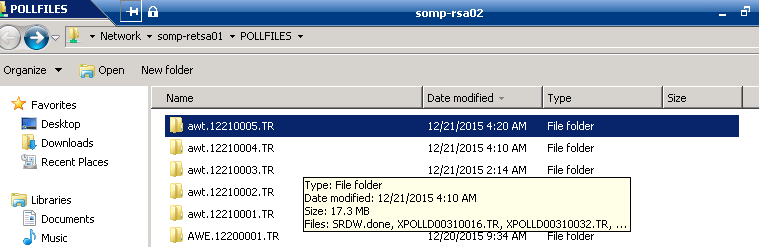 POLLFILES
somp-rsa02
Network somp-retsa01 POLLFILES
Organize Open New folder
Name Date modified Type Size
Favorites
Desktop
Downloads
Recent Places
Libraries
Documents
Music
awt.12210005.TR 12/21/2015 4:20 AM File folder
awt.12210004.TR 12/21/2015 4:10 AM File folder
awt.12210003.TR 12/21/2015 2:14 AM File folder
awt.12210002.TR
awt.12210001.TR
AWE.12200001.TR 12/20/2015 9:34 AM File folder
Type: File folder
Date modified: 12/21/2015 4:10 AM
Size: 17.3 MB
Files: SRDW.done, XPOLLD00310016.TR, XPOLLD00310032.TR, ...